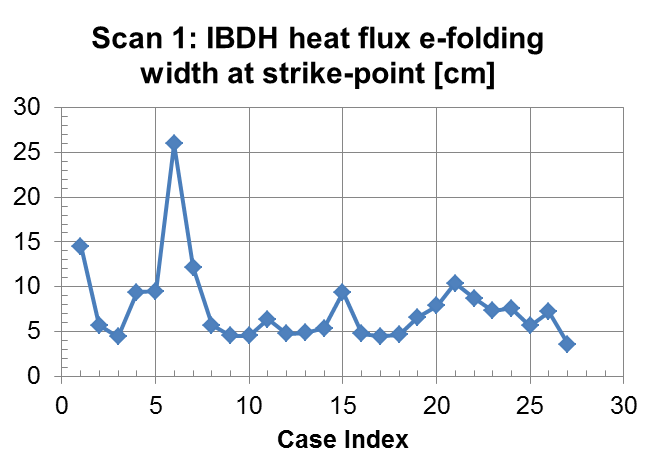 Scan 1: IBDH heat flux e-folding
width at strike-point [cm]
30
25
20
15
10
5
0
0 5 10 15 20 25 30
Case Index